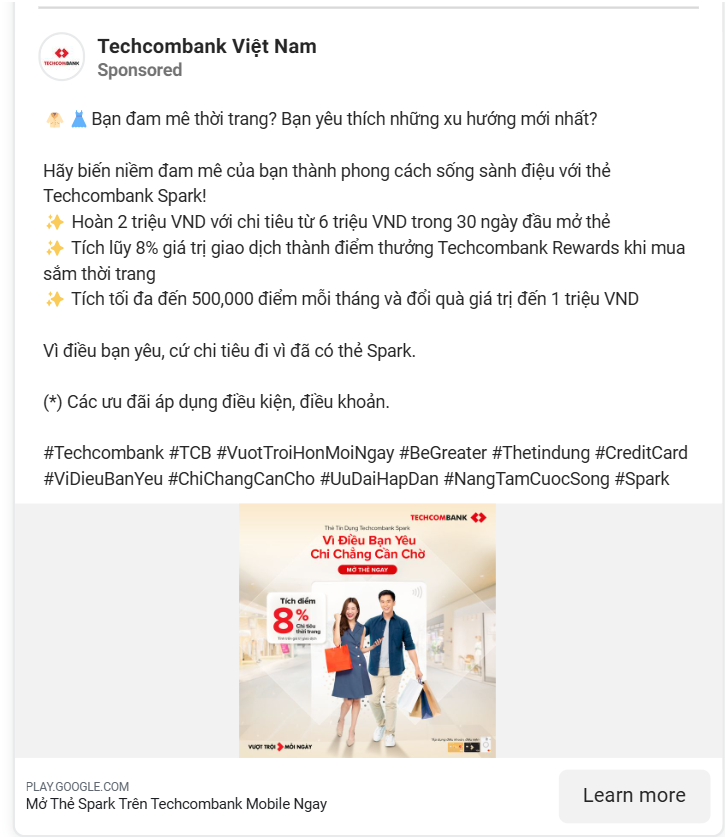 TECHCOMBANK
Techcombank Việt Nam
Sponsored
Bạn đam mê thời trang? Bạn yêu thích những xu hướng mới nhất?
Hãy biến niềm đam mê của bạn thành phong cách sống sành điệu với thẻ
Techcombank Spark!
✨ Hoàn 2 triệu VND với chi tiêu từ 6 triệu VND trong 30 ngày đầu mở thẻ
✨ Tích lũy 8% giá trị giao dịch thành điểm thưởng Techcombank Rewards khi mua
sắm thời trang
✨ Tích tối đa đến 500,000 điểm mỗi tháng và đổi quà giá trị đến 1 triệu VND
Vì điều bạn yêu, cứ chi tiêu đi vì đã có thẻ Spark.
(*) Các ưu đãi áp dụng điều kiện, điều khoản.
#Techcombank #TCB #VuotTroiHonMoiNgay #BeGreater #Thetindung #CreditCard
#ViDieuBanYeu #ChiChangCanCho #UuDaiHapDan #NangTamCuocSong #Spark
TECHCOMBANK
Thẻ Tín Dụng Techcombank Spark
Vì Điều Bạn Yêu
Chi Chẳng Cần Chờ
MỞ THẺ NGAY
Tích điểm
8%
Chi tiêu
thời trang
VƯỢT TRỘI MỖI NGÀY
PLAY.GOOGLE.COM
Mở Thẻ Spark Trên Techcombank Mobile Ngay
Learn more